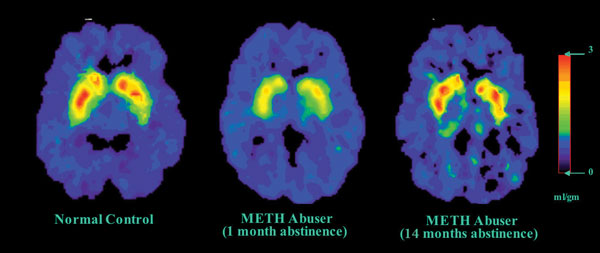 Normal Control
METH Abuser
(1 month abstinence)
METH Abuser
(14 months abstinence)
3
0
ml/gm